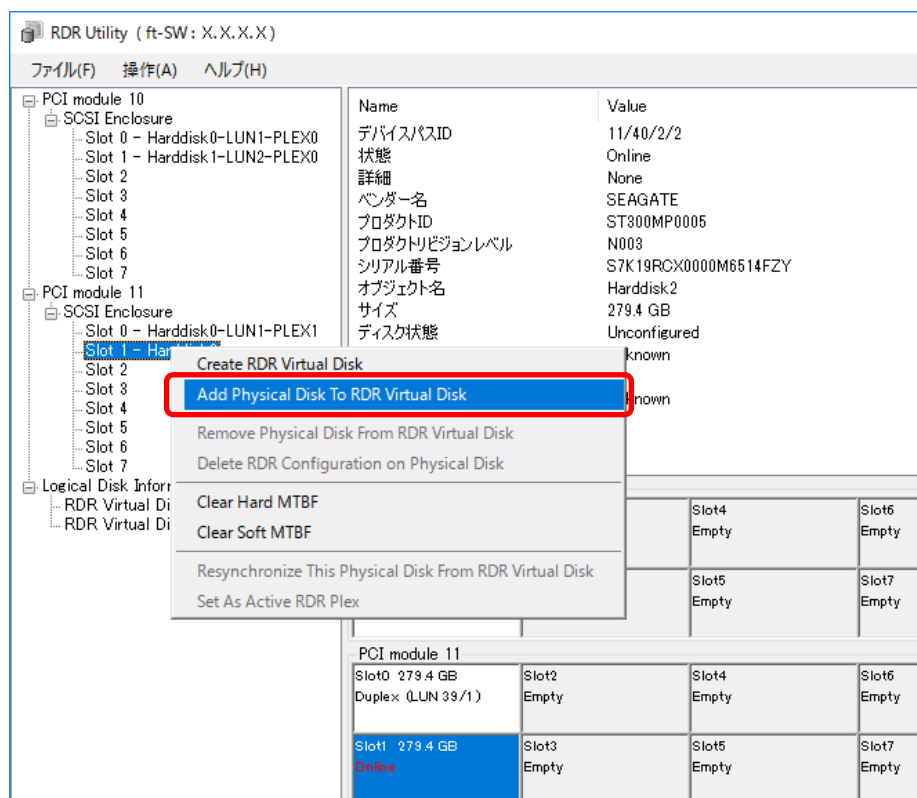 RDR Utility ( ft-SW : X.X.X.X )
ファイル(F) 操作(A) ヘルプ(H)
PCI module 10
SCSI Enclosure
Slot 0 - Harddisk0-LUN1-PLEX0
Slot 1 - Harddisk1-LUN2-PLEX0
Slot 2
Slot 3
Slot 4
Slot 5
Slot 6
Slot 7
PCI module 11
SCSI Enclosure
Slot 0 - Harddisk0-LUN1-PLEX1
Slot 1 - Har
Slot 2
Slot 3
Slot 4
Slot 5
Slot 6
Slot 7
Logical Disk Infor
RDR Virtual Di
RDR Virtual Di
Name Value
デバイスパスID 11/40/2/2
状態 Online
詳細 None
ベンダー名 SEAGATE
プロダクトID ST300MP0005
プロダクトリビジョンレベル N003
シリアル番号 S7K19RCX0000M6514FZY
オブジェクト名 Harddisk2
サイズ 279.4 GB
ディスク状態 Unconfigured
known
known
Create RDR Virtual Disk
Add Physical Disk To RDR Virtual Disk
Remove Physical Disk From RDR Virtual Disk
Delete RDR Configuration on Physical Disk
Clear Hard MTBF
Clear Soft MTBF
Resynchronize This Physical Disk From RDR Virtual Disk
Set As Active RDR Plex
Slot4 Slot6
Empty Empty
Slot5 Slot7
Empty Empty
PCI module 11
Slot0 279.4 GB Slot2 Slot4 Slot6
Duplex (LUN 39/1) Empty Empty Empty
Slot1 279.4 GB Slot3 Slot5 Slot7
Online Empty Empty Empty